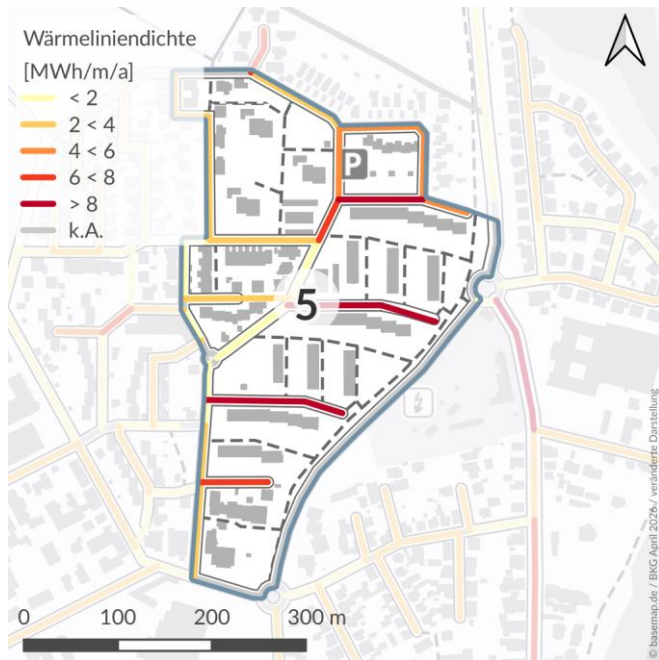 Wärmeliniendichte
[MWh/m/a]
< 2
2 < 4
4 < 6
6 < 8
> 8
k.A.
P
5
0 100 200 300 m
© basemap.de / BKG April 2026 / veränderte Darstellung